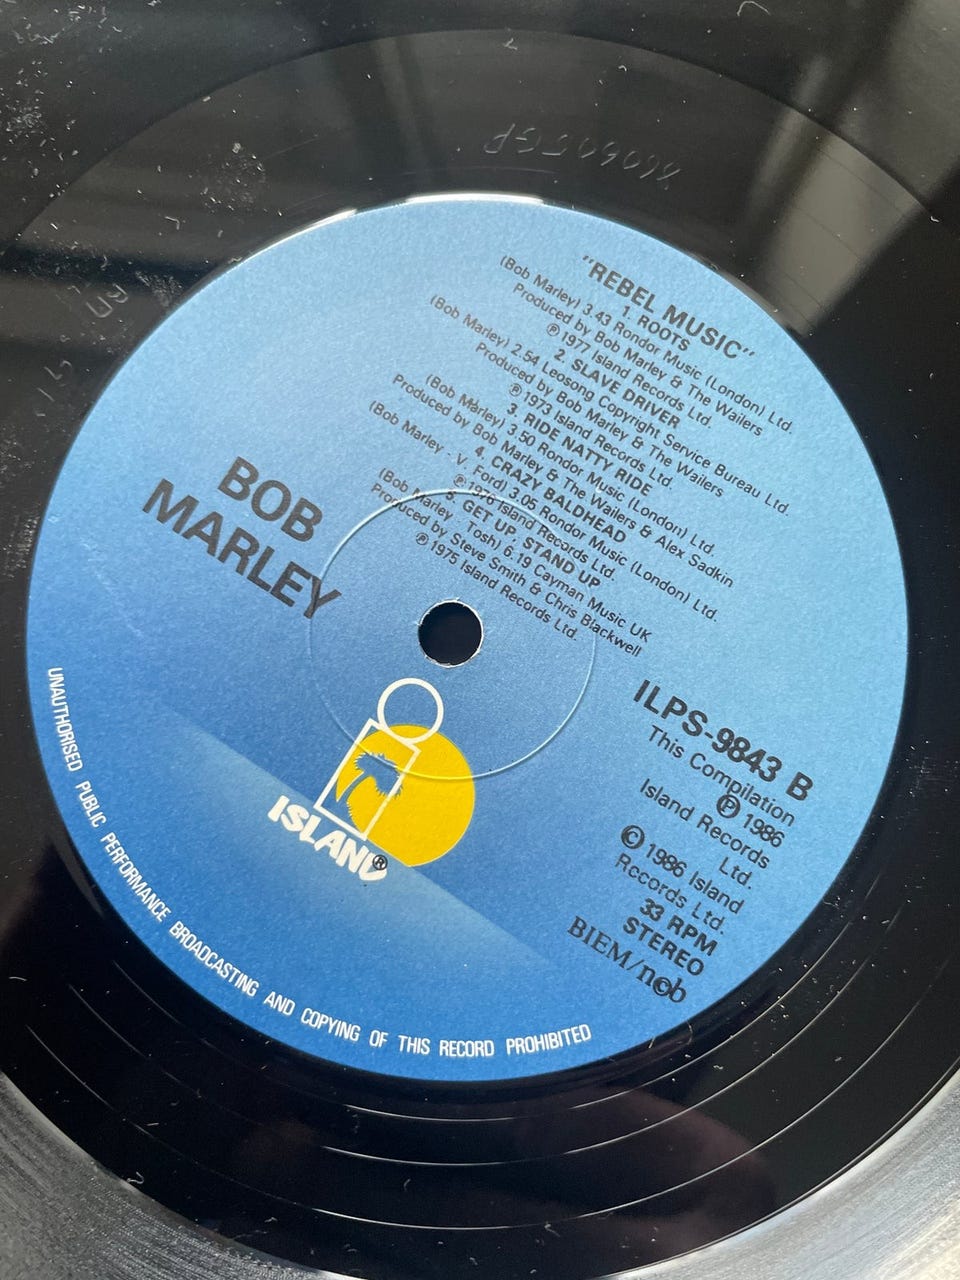 "REBEL MUSIC"
1. ROOTS
(Bob Marley) 3.43 Rondor Music (London) Ltd.
Produced by Bob Marley & The Wailers
℗ 1977 Island Records Ltd.
2. SLAVE DRIVER
(Bob Marley) 2.54 Leosong Copyright Service Bureau Ltd.
Produced by Bob Marley & The Wailers
℗ 1973 Island Records Ltd.
3. RIDE NATTY RIDE
(Bob Marley) 3.50 Rondor Music (London) Ltd.
Produced by Bob Marley & The Wailers & Alex Sadkin
4. CRAZY BALDHEAD
(Bob Marley - V. Ford) 3.05 Rondor Music (London) Ltd.
℗ 1976 Island Records Ltd.
5. GET UP, STAND UP
(Bob Marley - Tosh) 6.19 Cayman Music UK
Produced by Steve Smith & Chris Blackwell
℗ 1975 Island Records Ltd.
BOB
MARLEY
ILPS-9843 B
This Compilation
℗ 1986
Island Records
Ltd.
© 1986 Island
Records Ltd.
33 RPM
STEREO
BIEM/ncb
ISLAND®
UNAUTHORISED PUBLIC PERFORMANCE BROADCASTING AND COPYING OF THIS RECORD PROHIBITED